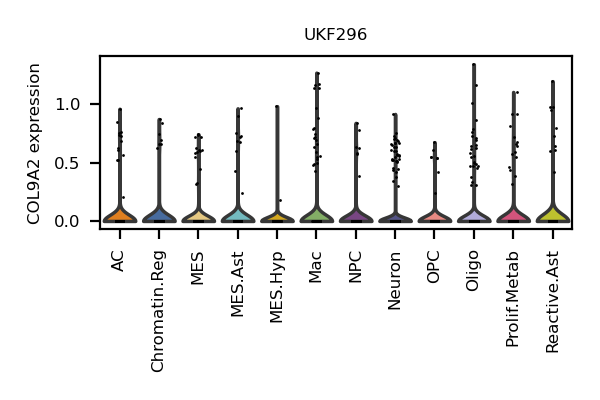 UKF296
COL9A2 expression
1.0
0.5
0.0
AC
Chromatin.Reg
MES
MES.Ast
MES.Hyp
Mac
NPC
Neuron
OPC
Oligo
Prolif.Metab
Reactive.Ast